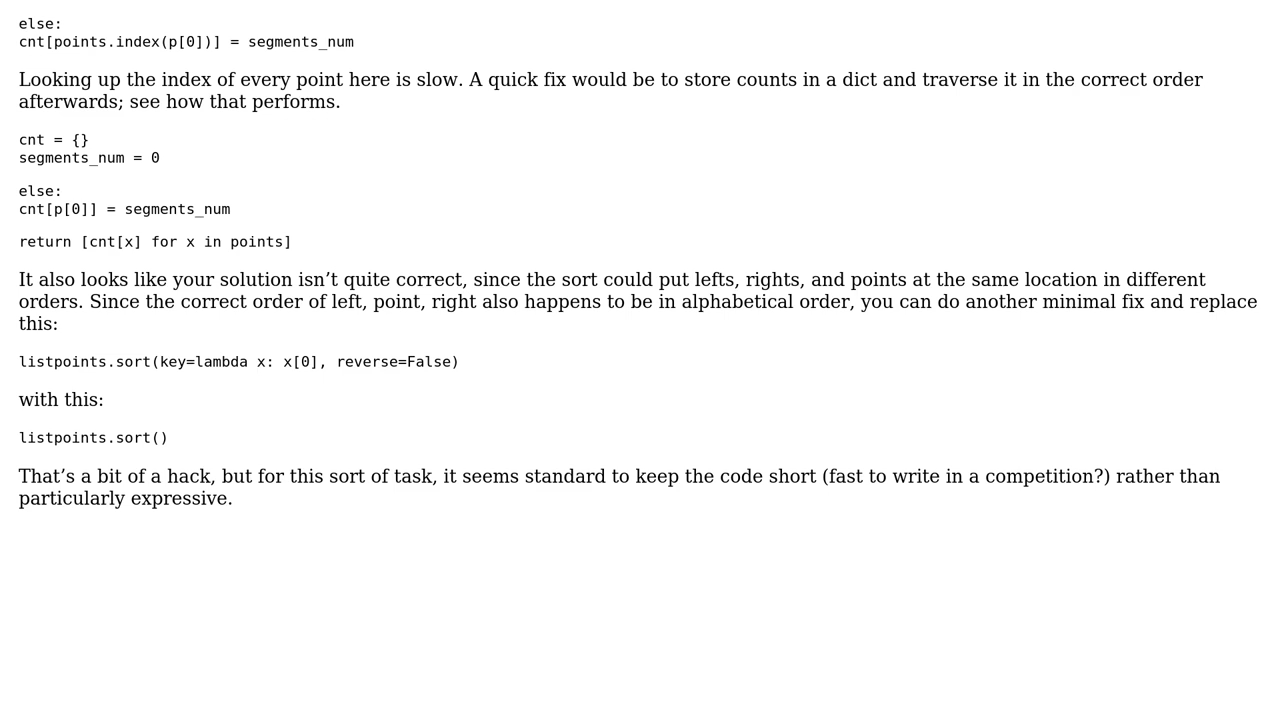 else:
cnt[points.index(p[0])] = segments_num
Looking up the index of every point here is slow. A quick fix would be to store counts in a dict and traverse it in the correct order
afterwards; see how that performs.
cnt = {}
segments_num = 0
else:
cnt[p[0]] = segments_num
return [cnt[x] for x in points]
It also looks like your solution isn’t quite correct, since the sort could put lefts, rights, and points at the same location in different
orders. Since the correct order of left, point, right also happens to be in alphabetical order, you can do another minimal fix and replace
this:
listpoints.sort(key=lambda x: x[0], reverse=False)
with this:
listpoints.sort()
That’s a bit of a hack, but for this sort of task, it seems standard to keep the code short (fast to write in a competition?) rather than
particularly expressive.